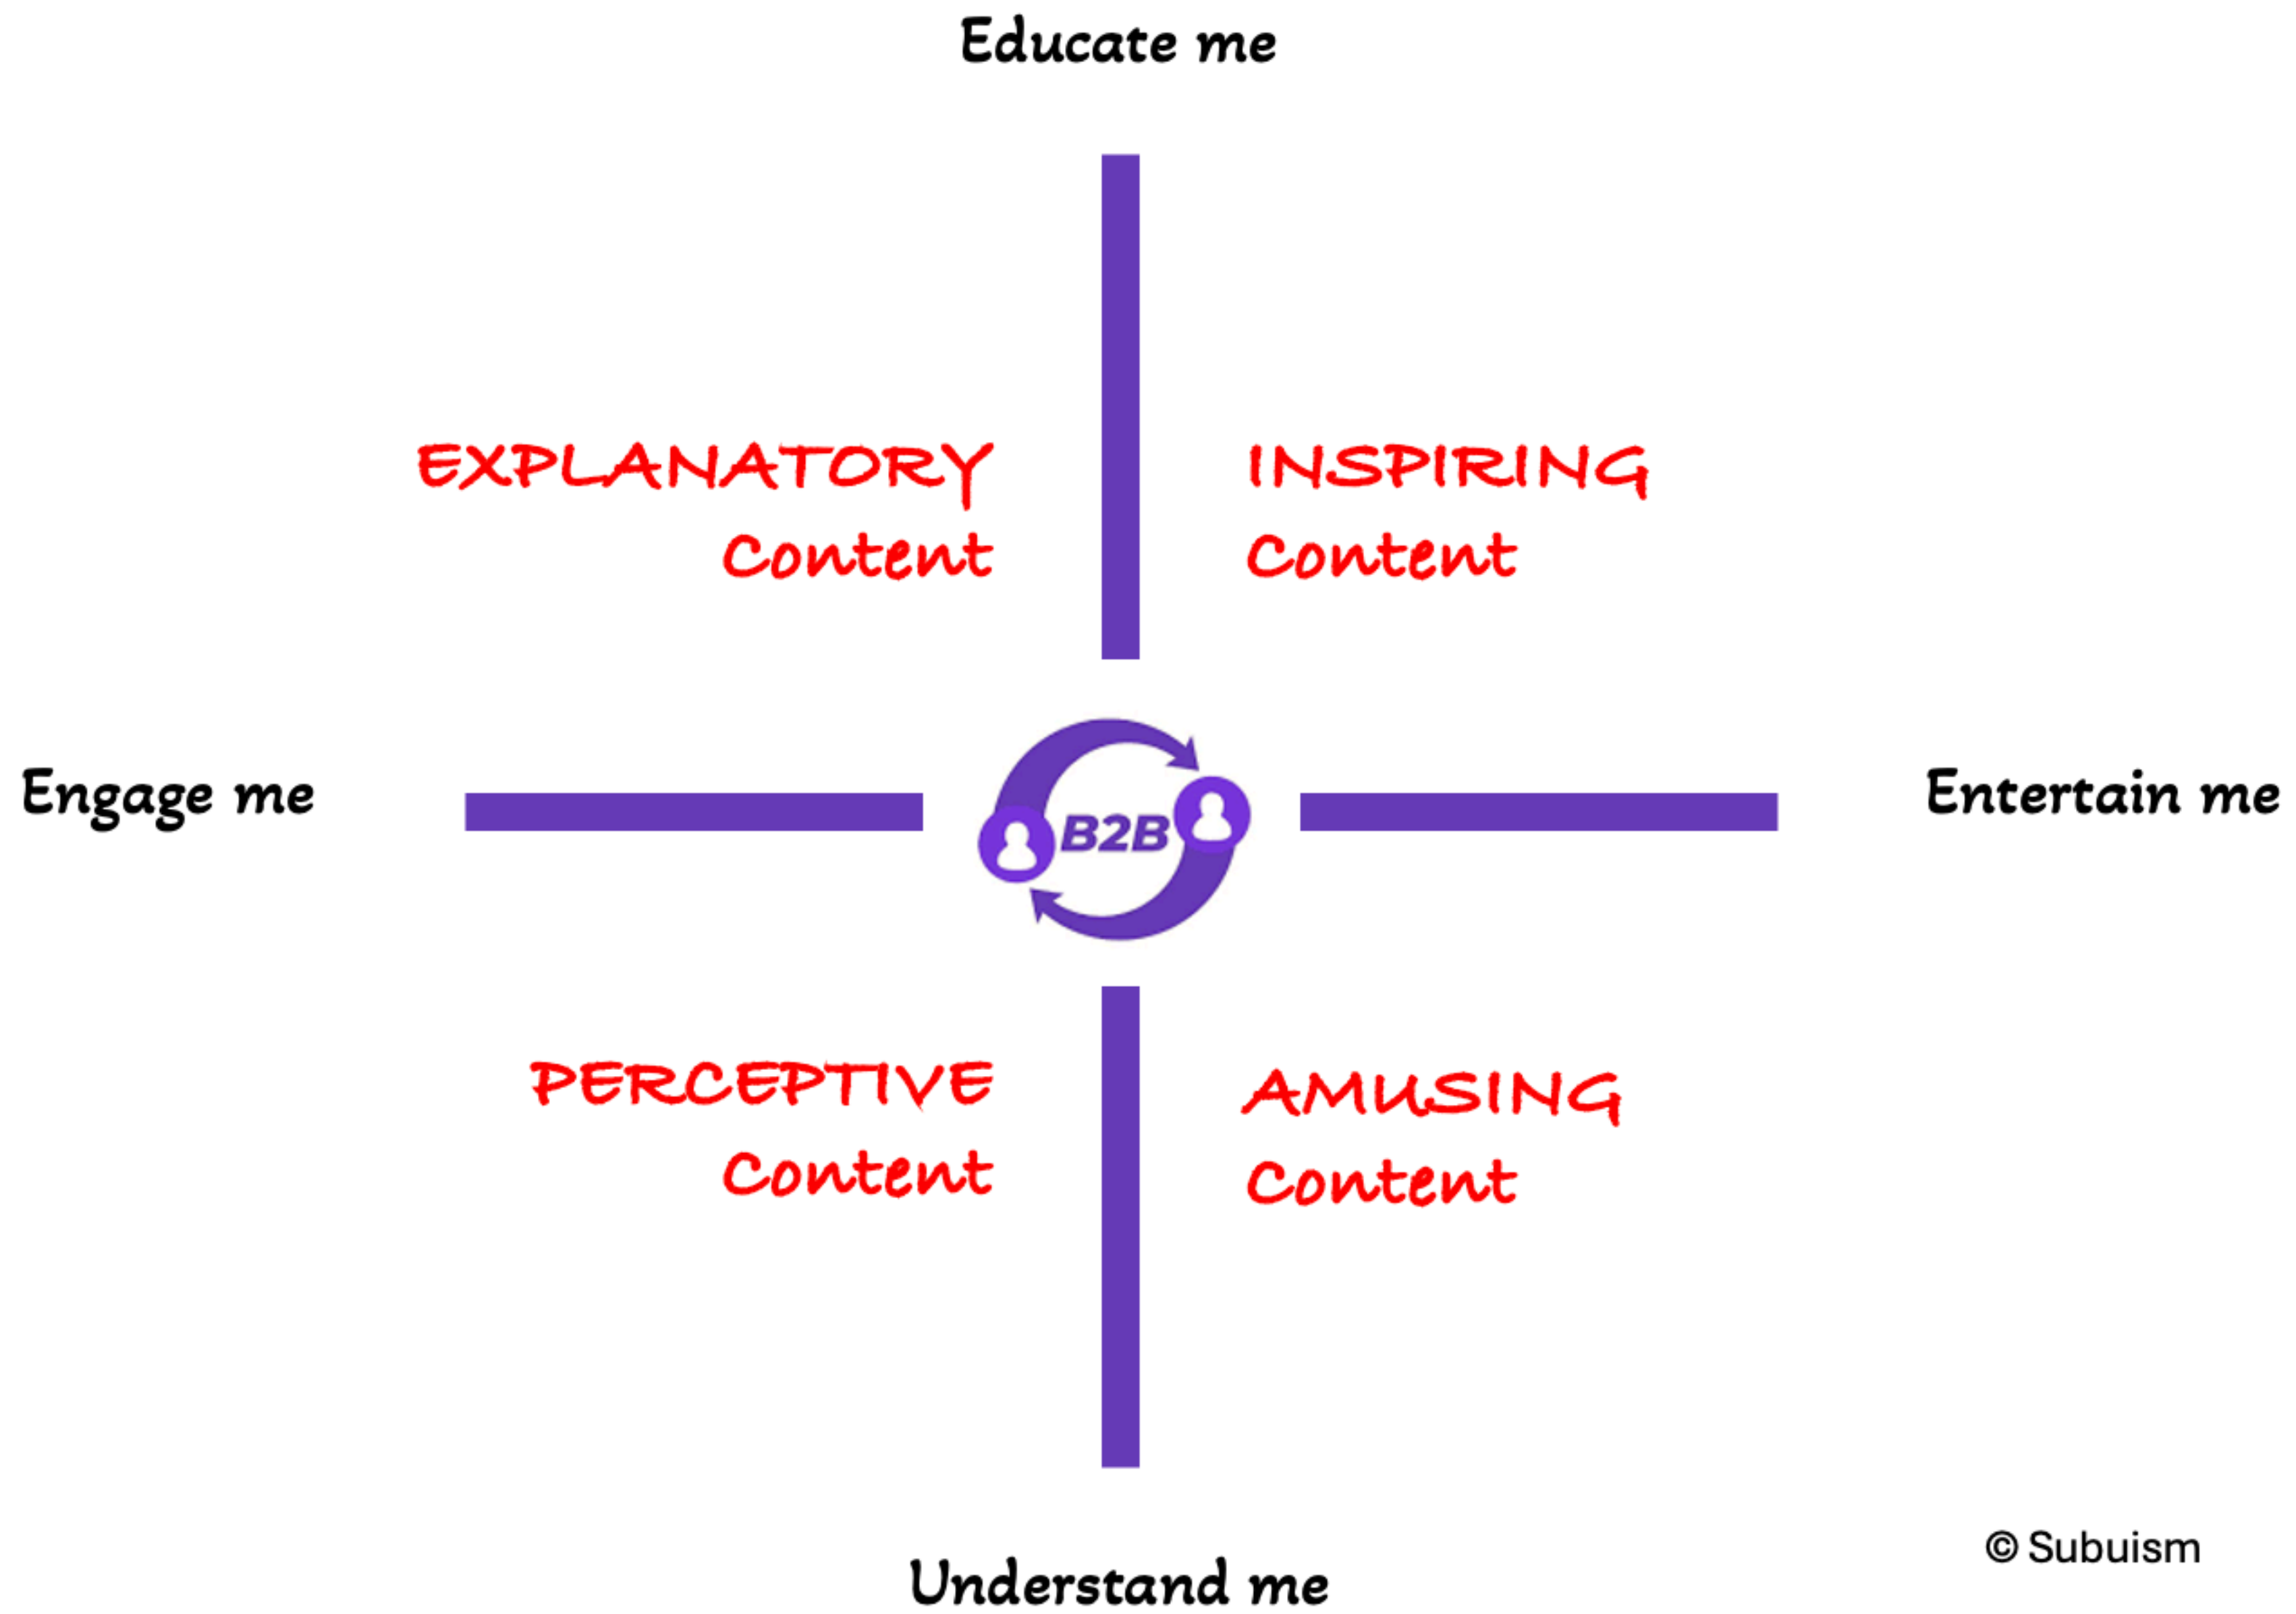 Educate me
EXPLANATORY
Content
INSPIRING
Content
Engage me
B2B
Entertain me
PERCEPTIVE
Content
AMUSING
Content
Understand me
© Subuism